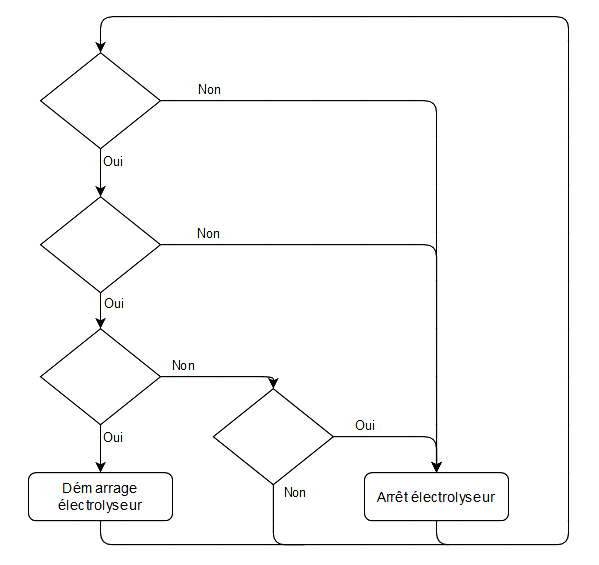 Non
Oui
Non
Oui
Non
Oui
Oui
Non
Démarrage
électrolyseur
Arrêt électrolyseur